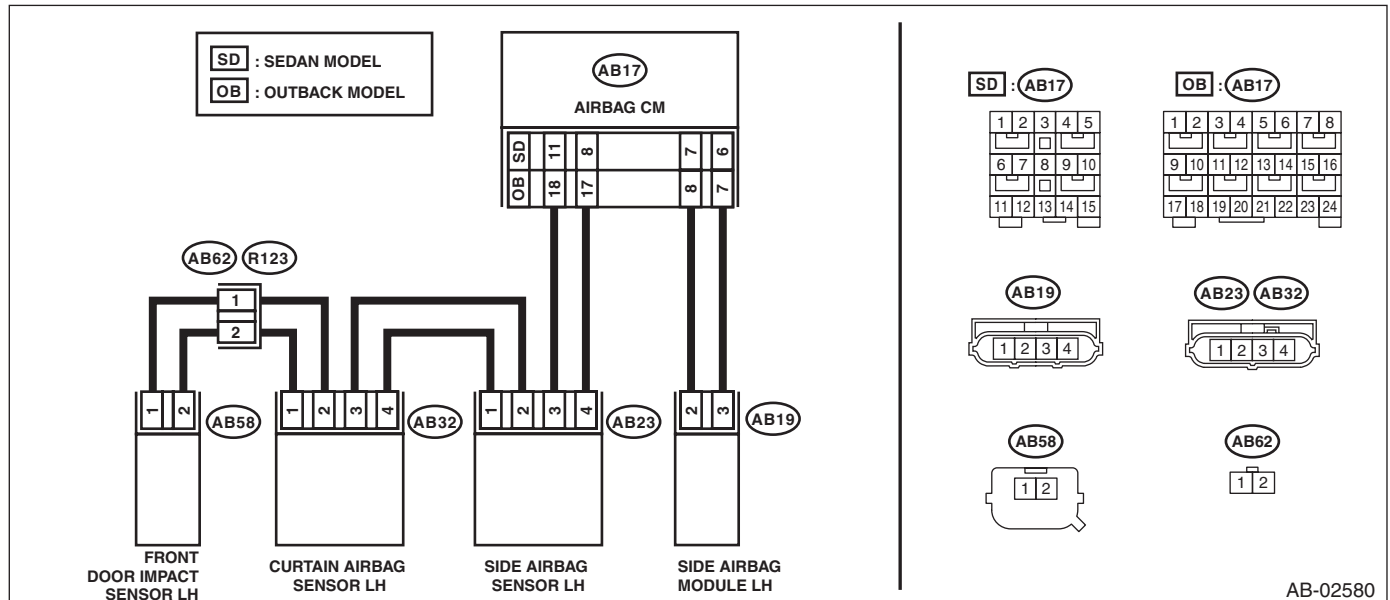 SD : SEDAN MODEL
OB : OUTBACK MODEL
AB17
AIRBAG CM
SD 11 8 7 6
OB 18 17 8 7
AB62 R123
1
2
1 2 AB58
1 2 3 4 AB32
1 2 3 4 AB23
2 3 AB19
FRONT
DOOR IMPACT
SENSOR LH
CURTAIN AIRBAG
SENSOR LH
SIDE AIRBAG
SENSOR LH
SIDE AIRBAG
MODULE LH
SD : AB17
1 2 3 4 5
6 7 8 9 10
11 12 13 14 15
OB : AB17
1 2 3 4 5 6 7 8
9 10 11 12 13 14 15 16
17 18 19 20 21 22 23 24
AB19
1 2 3 4
AB23 AB32
1 2 3 4
AB58
1 2
AB62
1 2
AB-02580